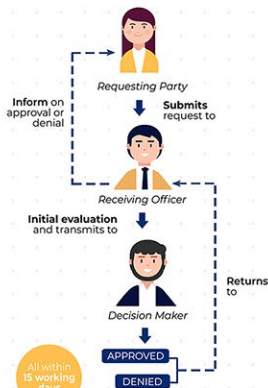 Requesting Party
Inform on
approval or
denial
Submits
request to
Receiving Officer
Initial evaluation
and transmits to
Decision Maker
Returns
to
APPROVED
DENIED
All within
15 working
days